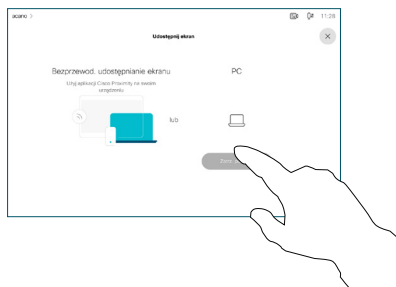 acano >
11:26
Udostępnij ekran
Bezprzewod. udostępnianie ekranu
PC
Użyj aplikacji Cisco Proximity na swoim
urządzeniu
lub